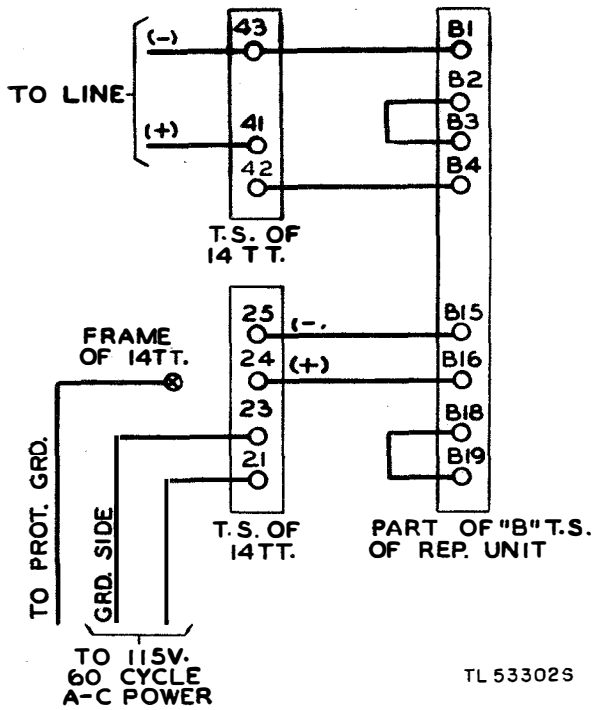 43
B1
(-)
B2
TO LINE
B3
(+)
41
42
B4
T.S. OF
14 TT.
25
(-,
B15
FRAME
OF 14TT.
24
(+)
B16
23
B18
21
B19
TO PROT. GRD.
GRD. SIDE
T.S. OF
14TT.
PART OF "B" T.S.
OF REP. UNIT
TO 115V.
60 CYCLE
A-C POWER
TL 53302S